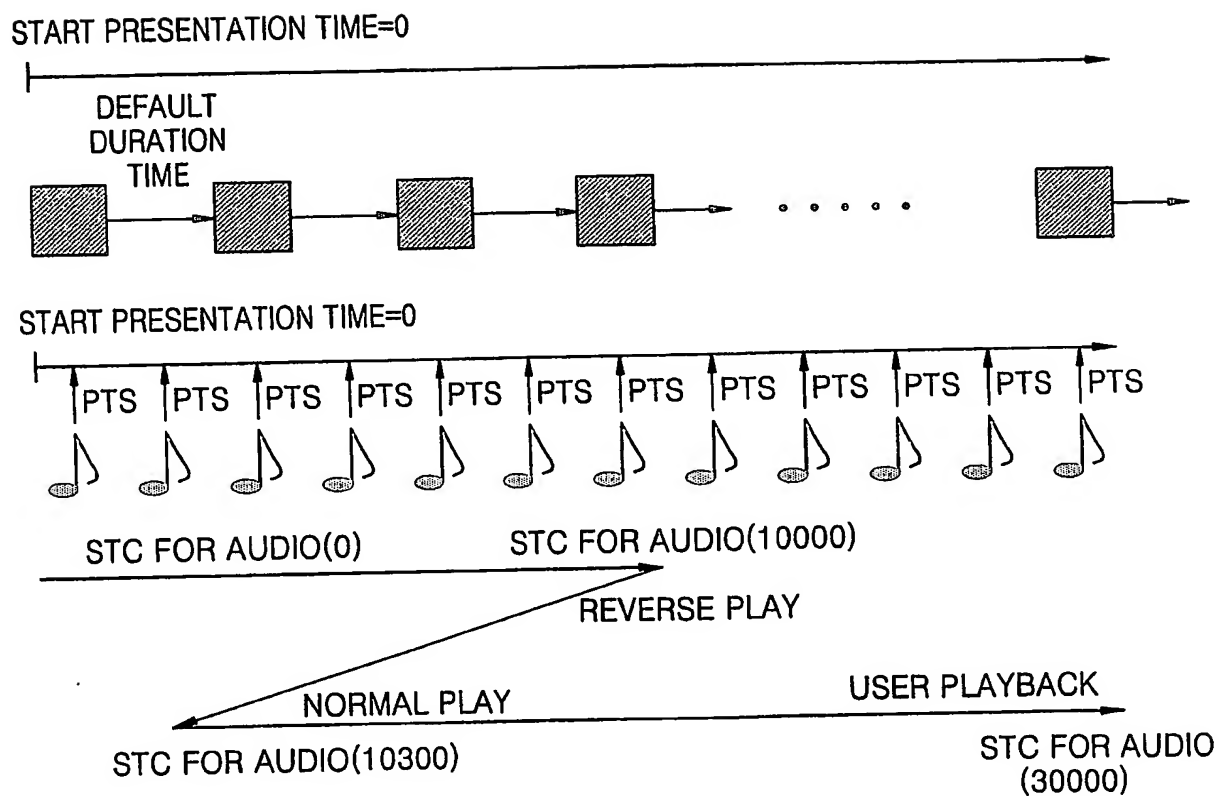 START PRESENTATION TIME=0
DEFAULT
DURATION
TIME
START PRESENTATION TIME=0
PTS PTS PTS PTS PTS PTS PTS PTS PTS PTS PTS PTS
STC FOR AUDIO(0) STC FOR AUDIO(10000)
REVERSE PLAY
NORMAL PLAY USER PLAYBACK
STC FOR AUDIO(10300) STC FOR AUDIO
(30000)